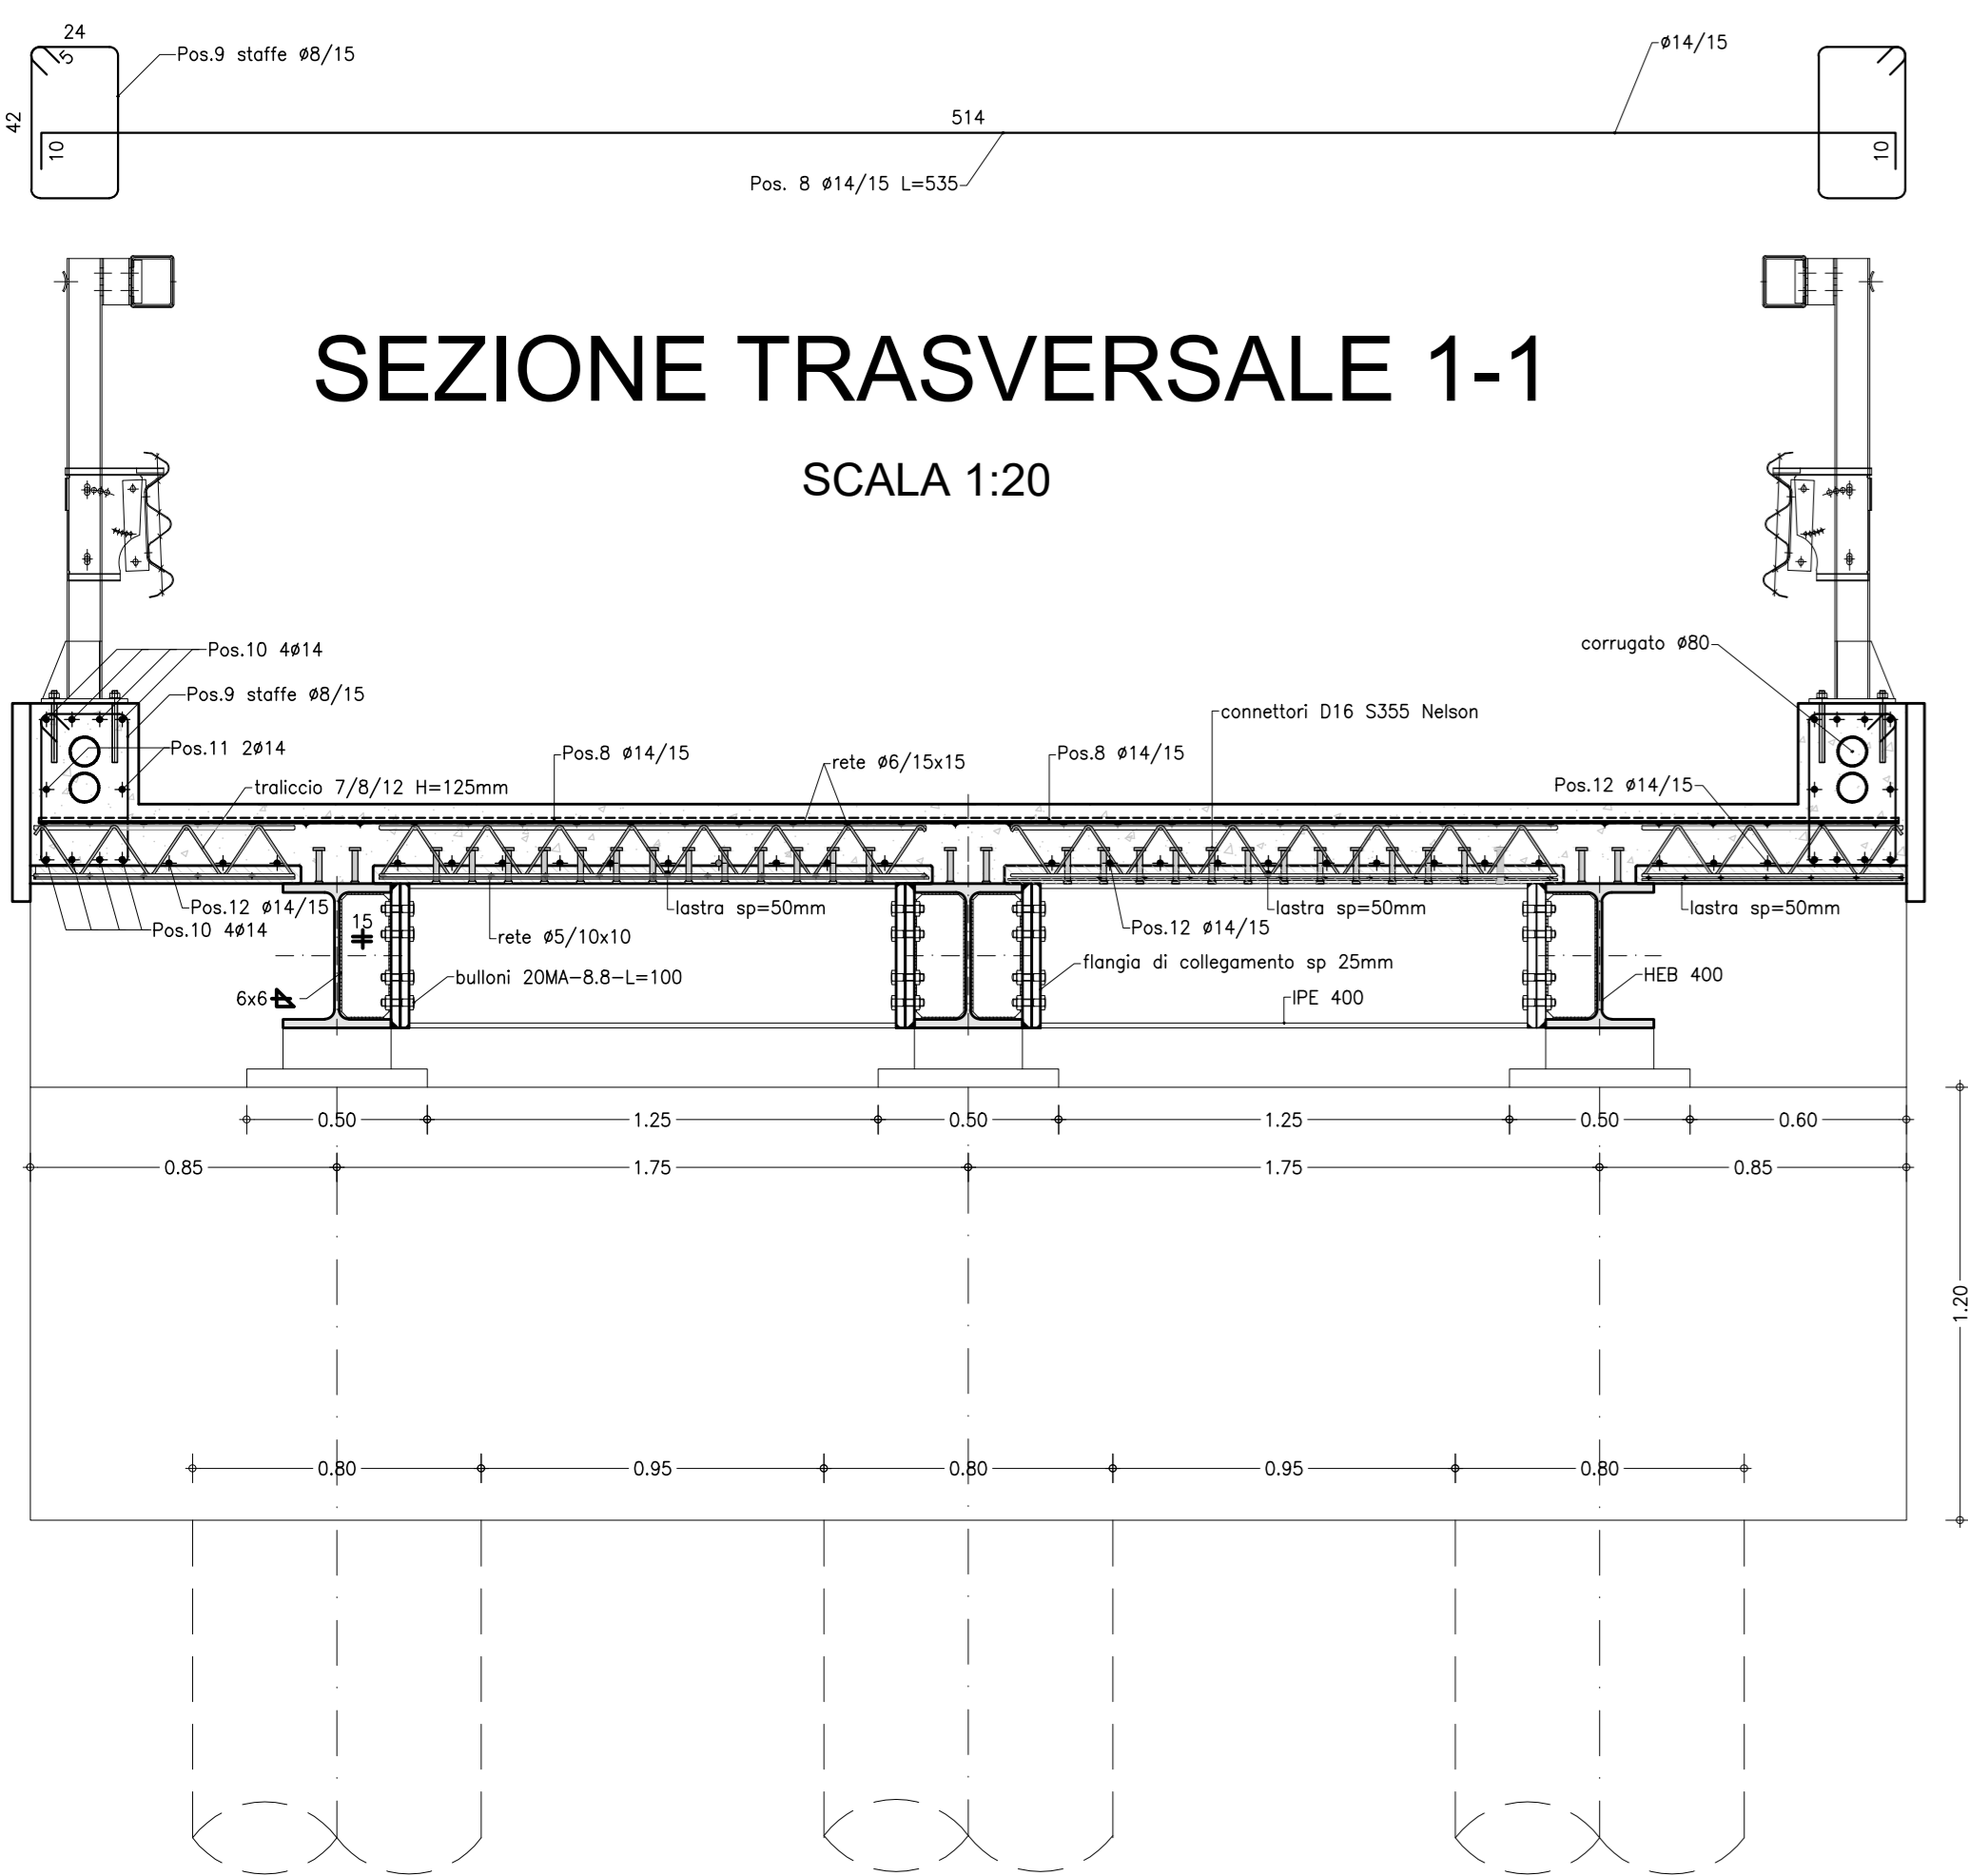 24
5
Pos.9 staffe ø8/15
ø14/15
42
10
514
10
Pos. 8 ø14/15 L=535
SEZIONE TRASVERSALE 1-1
SCALA 1:20
Pos.10 4ø14
corrugato ø80
Pos.9 staffe ø8/15
connettori D16 S355 Nelson
Pos.11 2ø14
Pos.8 ø14/15
rete ø6/15x15
Pos.8 ø14/15
traliccio 7/8/12 H=125mm
Pos.12 ø14/15
Pos.12 ø14/15
lastra sp=50mm
lastra sp=50mm
lastra sp=50mm
15
Pos.10 4ø14
rete ø5/10x10
Pos.12 ø14/15
flangia di collegamento sp 25mm
bulloni 20MA-8.8-L=100
HEB 400
6x6
IPE 400
0.50
1.25
0.50
1.25
0.50
0.60
0.85
1.75
1.75
0.85
1.20
0.80
0.95
0.80
0.95
0.80